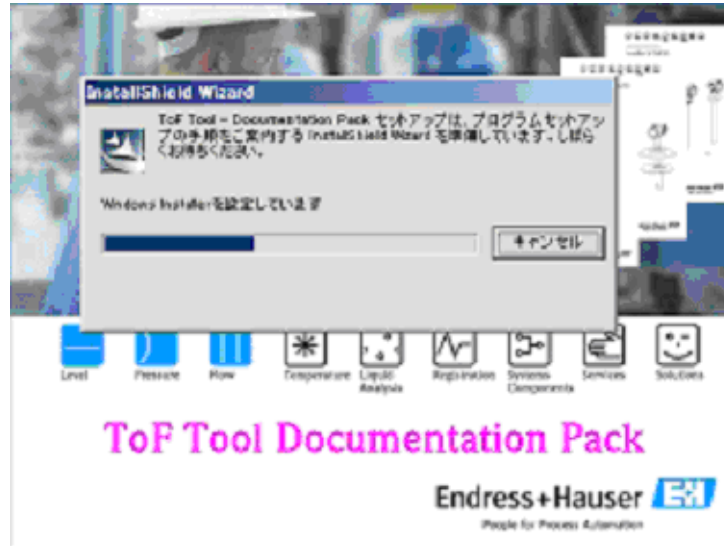 InstallShield Wizard
ToF Tool - Documentation Pack セットアップは、プログラムセットアッ
プの手順をご案内する InstallShield Wizard を準備しています。しばら
くお待ちください。
Windows Installerを設定しています
キャンセル
Level
Pressure
Flow
Temperature
Liquid
Analysis
Registration
Systems
Components
Services
Solutions
ToF Tool Documentation Pack
Endress+Hauser
EH
People for Process Automation